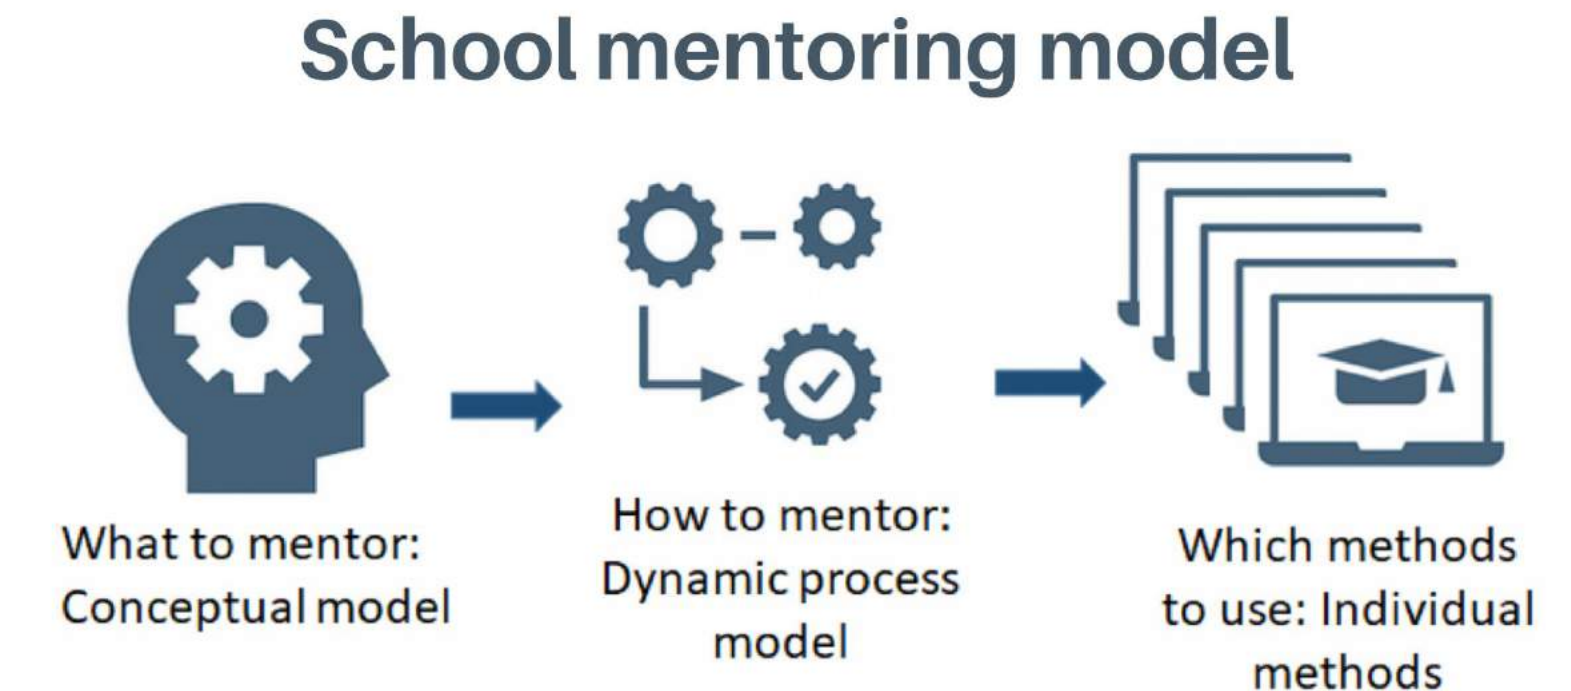 School mentoring model
What to mentor:
Conceptual model
How to mentor:
Dynamic process
model
Which methods
to use: Individual
methods